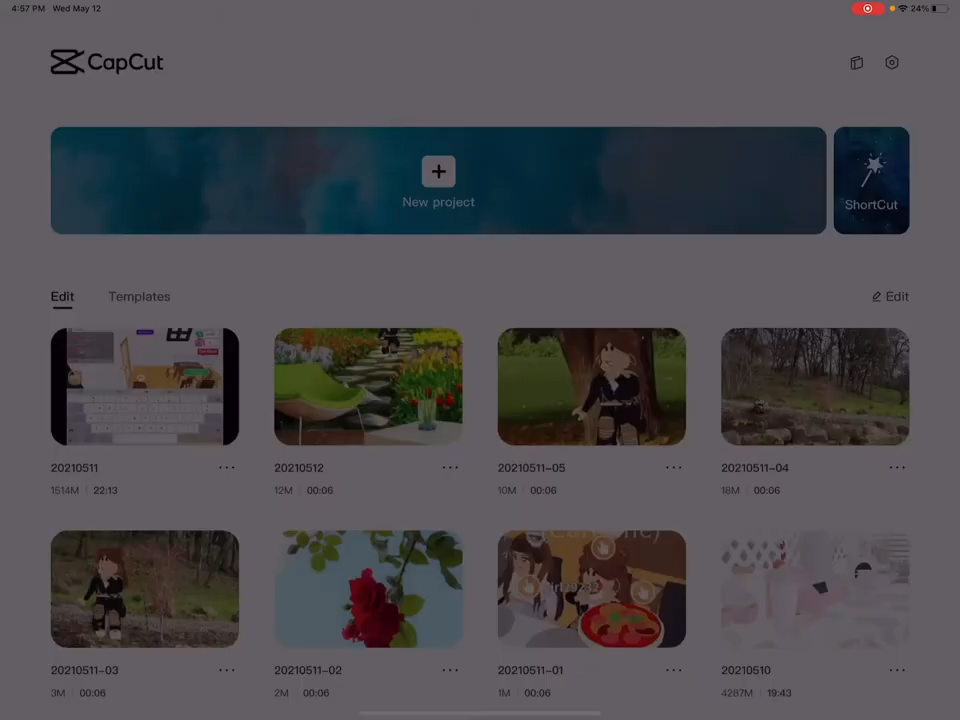 4:57 PM Wed May 12
24%
CapCut
New project
ShortCut
Edit
Templates
Edit
20210511
20210512
20210511-05
20210511-04
1514M 22:13
12M 00:06
10M 00:06
18M 00:06
20210511-03
20210511-02
20210511-01
20210510
3M 00:06
2M 00:06
1M 00:06
4287M 19:43